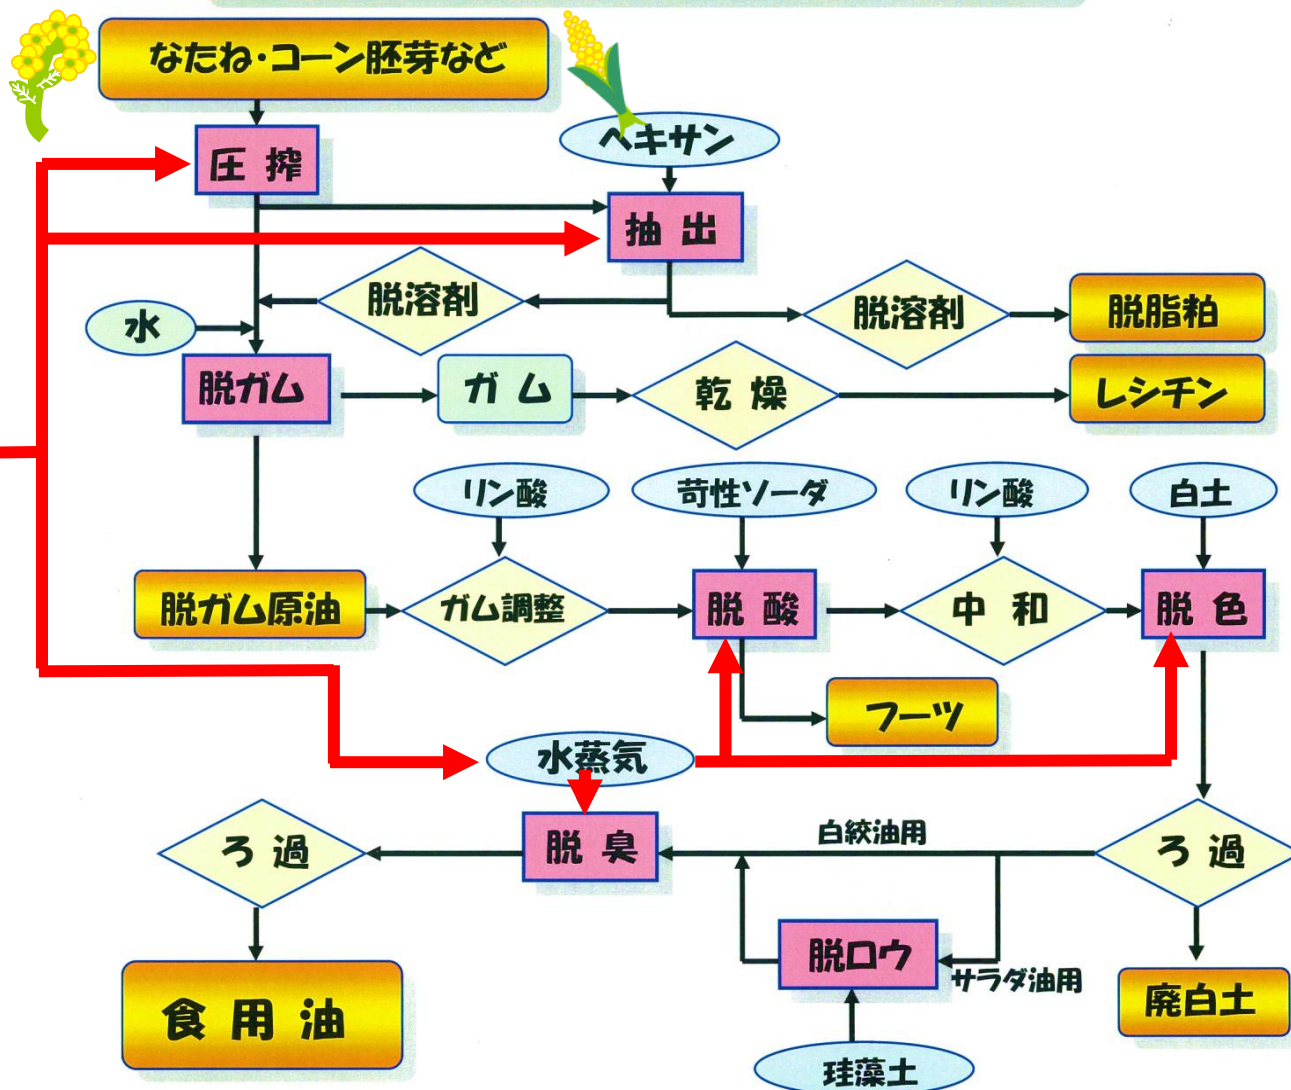 なたね・コーン胚芽など
ヘキサン
圧搾
抽出
脱溶剤
脱溶剤
脱脂粕
水
脱ガム
ガム
乾燥
レシチン
リン酸
苛性ソーダ
リン酸
白土
脱ガム原油
ガム調整
脱酸
中和
脱色
フーツ
水蒸気
白絞油用
ろ過
脱臭
ろ過
脱ロウ
サラダ油用
食用油
廃白土
珪藻土